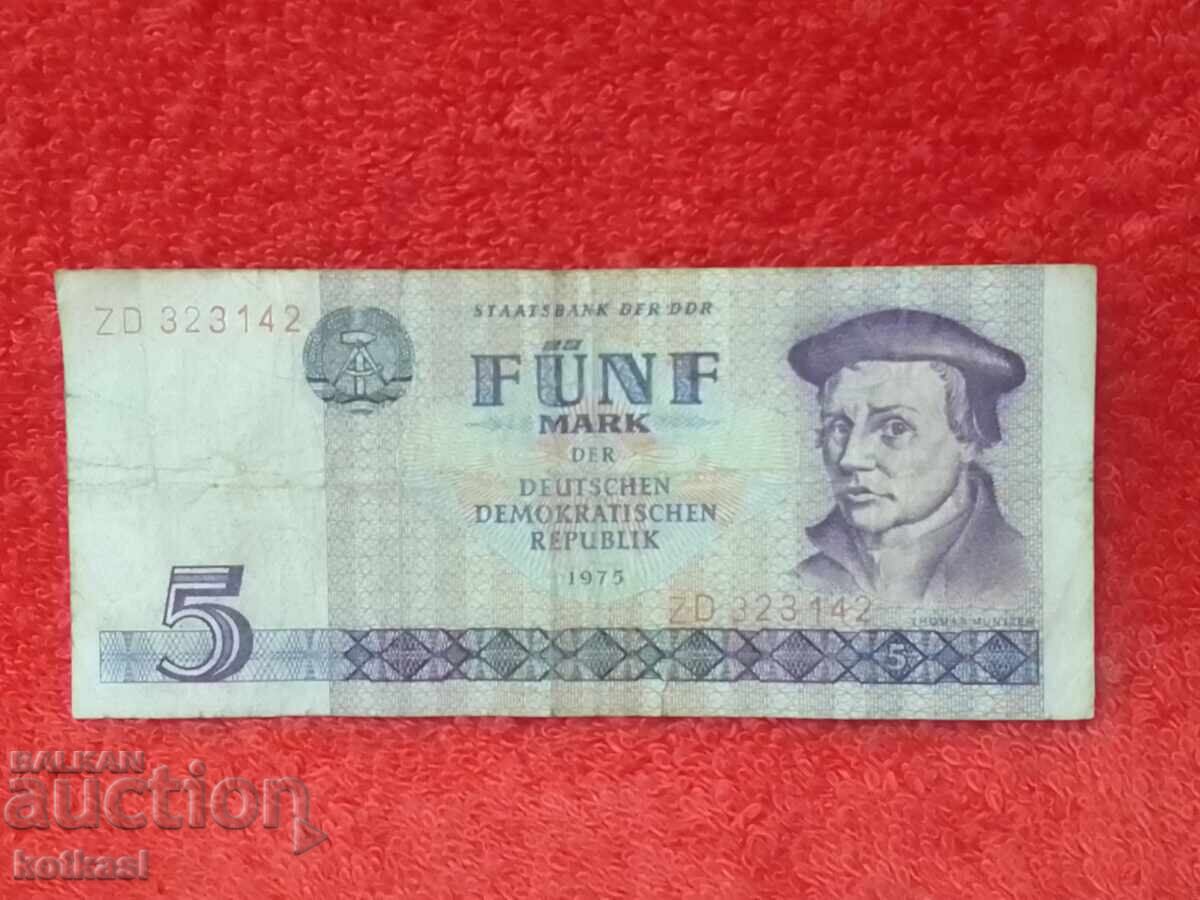 ZD 323142
STAATSBANK DER DDR
FÜNF
MARK
DER
DEUTSCHEN
DEMOKRATISCHEN
REPUBLIK
1975
ZD 323142
THOMAS MÜNTZER
5
5
BALKAN
auction
kotkasl